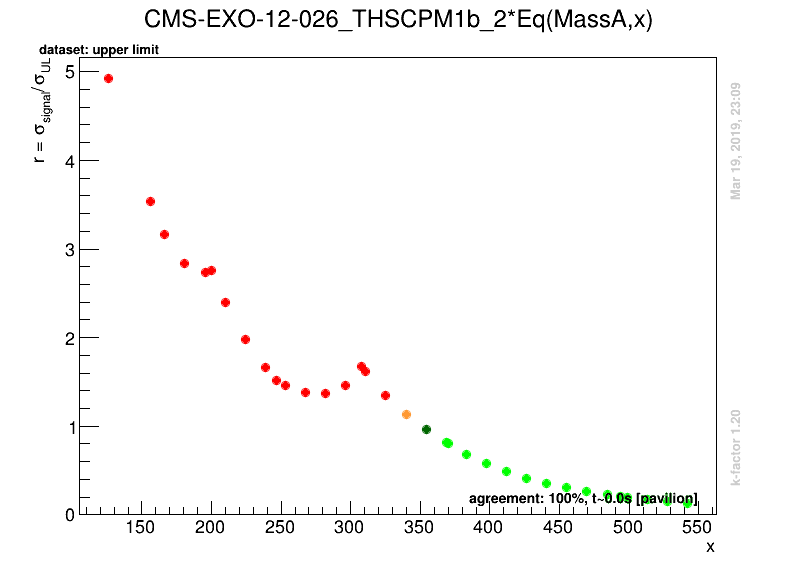 CMS-EXO-12-026_THSCPM1b_2*Eq(MassA,x)
dataset: upper limit
r = σsignal/σUL
5
4
3
2
1
0
150 200 250 300 350 400 450 500 550
x
agreement: 100%, t~0.0s [pavilion]
Mar 19, 2019, 23:09
k-factor 1.20